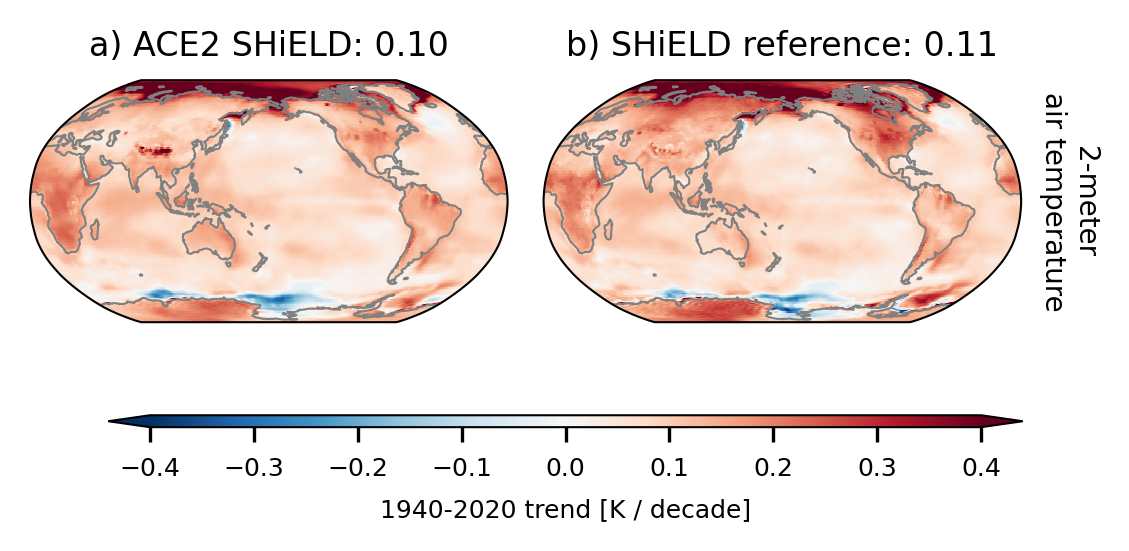 a) ACE2 SHiELD: 0.10
b) SHiELD reference: 0.11
2-meter
air temperature
−0.4 −0.3 −0.2 −0.1 0.0 0.1 0.2 0.3 0.4
1940-2020 trend [K / decade]